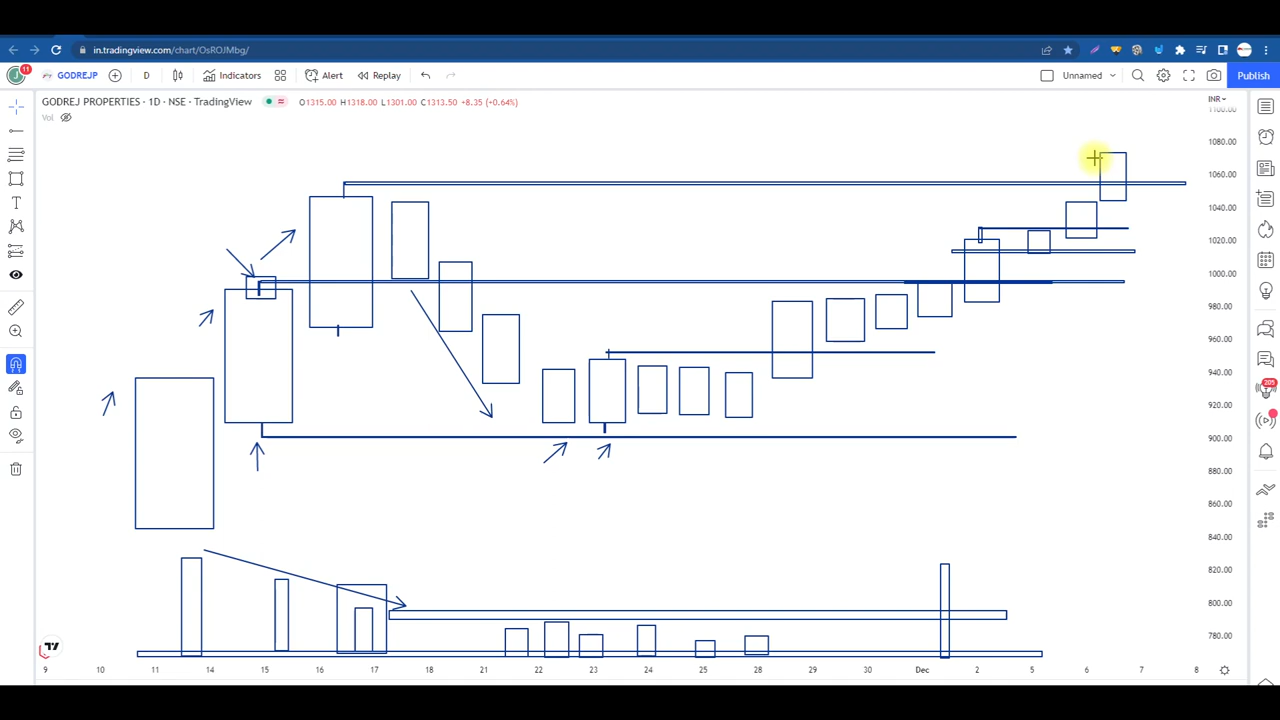 in.tradingview.com/chart/OsROJMbg/
11
GODREJP
D
Indicators
Alert
Replay
Unnamed
Publish
GODREJ PROPERTIES · 1D · NSE · TradingView
O1315.00 H1318.00 L1301.00 C1313.50 +8.35 (+0.64%)
INR
Vol
1100.00
1080.00
1060.00
1040.00
1020.00
1000.00
980.00
960.00
940.00
920.00
900.00
880.00
860.00
840.00
820.00
800.00
780.00
205
9 10 11 14 15 16 17 18 21 22 23 24 25 28 29 30 Dec 2 5 6 7 8